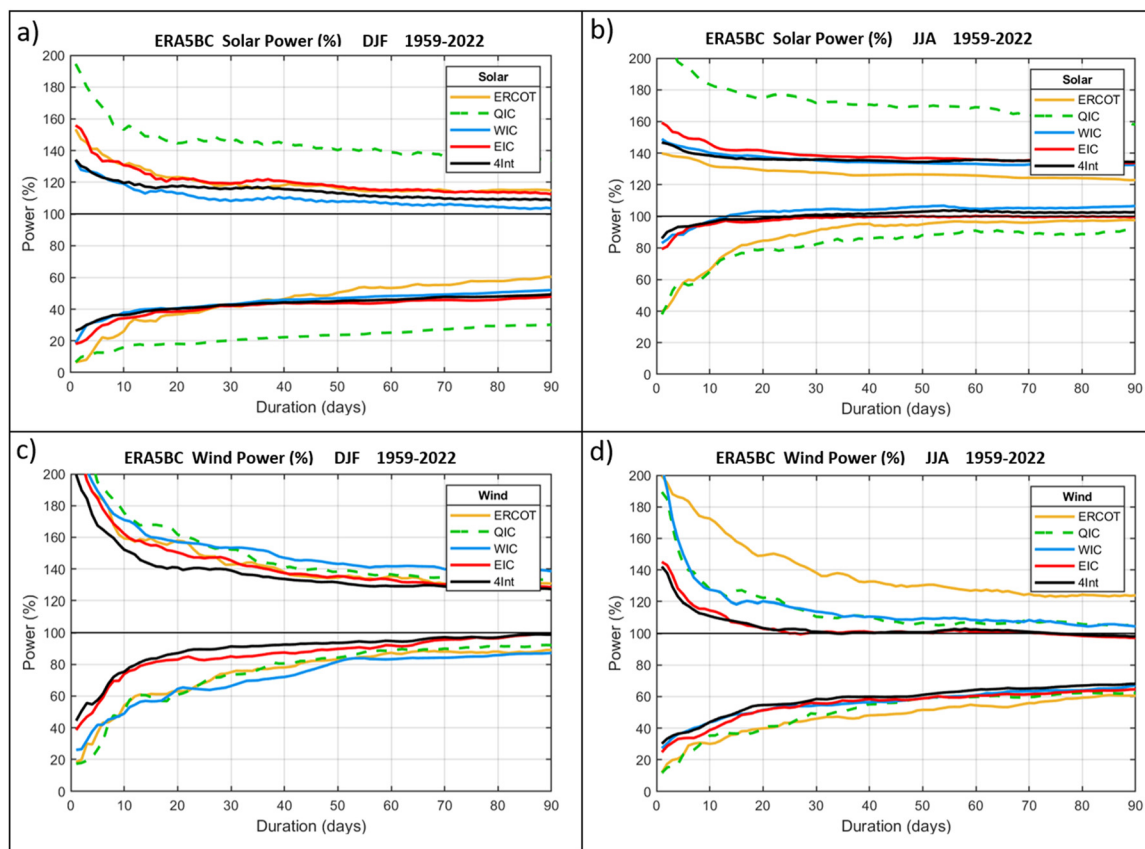 a)
ERA5BC Solar Power (%) DJF 1959-2022
200
180
160
140
120
100
80
60
40
20
0
Power (%)
Solar
ERCOT
QIC
WIC
EIC
4Int
0 10 20 30 40 50 60 70 80 90
Duration (days)
b)
ERA5BC Solar Power (%) JJA 1959-2022
200
180
160
140
120
100
80
60
40
20
0
Power (%)
Solar
ERCOT
QIC
WIC
EIC
4Int
0 10 20 30 40 50 60 70 80 90
Duration (days)
c)
ERA5BC Wind Power (%) DJF 1959-2022
200
180
160
140
120
100
80
60
40
20
0
Power (%)
Wind
ERCOT
QIC
WIC
EIC
4Int
0 10 20 30 40 50 60 70 80 90
Duration (days)
d)
ERA5BC Wind Power (%) JJA 1959-2022
200
180
160
140
120
100
80
60
40
20
0
Power (%)
Wind
ERCOT
QIC
WIC
EIC
4Int
0 10 20 30 40 50 60 70 80 90
Duration (days)